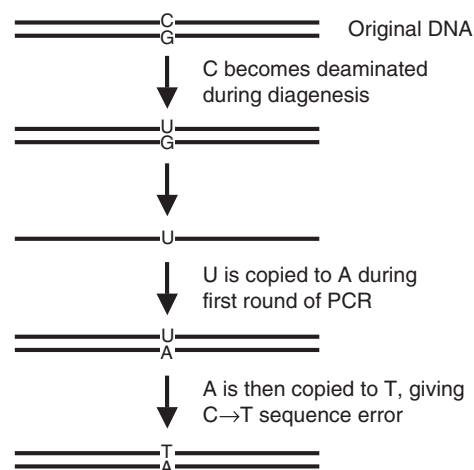 C
G
Original DNA
C becomes deaminated
during diagenesis
U
G
U
U is copied to A during
first round of PCR
U
A
A is then copied to T, giving
C→T sequence error
T
A